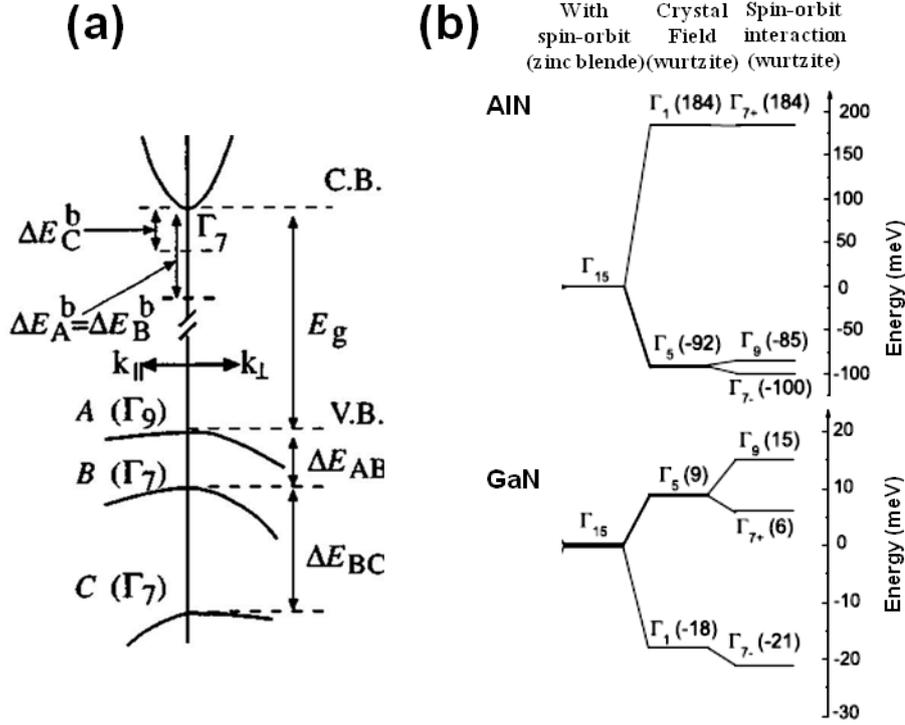 (a)
C.B.
ΔE_C^b
Γ7
ΔE_A^b=ΔE_B^b
Eg
k∥
k⊥
A (Γ9)
V.B.
ΔE_AB
B (Γ7)
ΔE_BC
C (Γ7)
(b)
With
spin-orbit
(zinc blende)
Crystal
Field
(wurtzite)
Spin-orbit
interaction
(wurtzite)
AlN
Γ1 (184)
Γ7+ (184)
Γ15
Γ5 (-92)
Γ9 (-85)
Γ7- (-100)
200
150
100
50
0
-50
-100
Energy (meV)
GaN
Γ15
Γ5 (9)
Γ9 (15)
Γ7+ (6)
Γ1 (-18)
Γ7- (-21)
20
10
0
-10
-20
-30
Energy (meV)